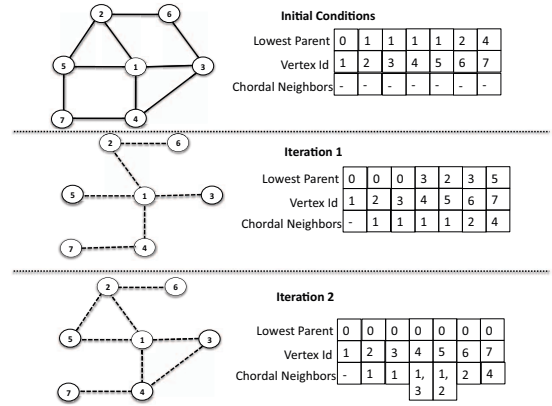 2
6
5
1
3
7
4
Initial Conditions
Lowest Parent 0 1 1 1 1 2 4
Vertex Id 1 2 3 4 5 6 7
Chordal Neighbors - - - - - - -
2
6
5
1
3
7
4
Iteration 1
Lowest Parent 0 0 0 3 2 3 5
Vertex Id 1 2 3 4 5 6 7
Chordal Neighbors - 1 1 1 1 2 4
2
6
5
1
3
7
4
Iteration 2
Lowest Parent 0 0 0 0 0 0 0
Vertex Id 1 2 3 4 5 6 7
Chordal Neighbors - 1 1 1, 1, 2 4
3 2